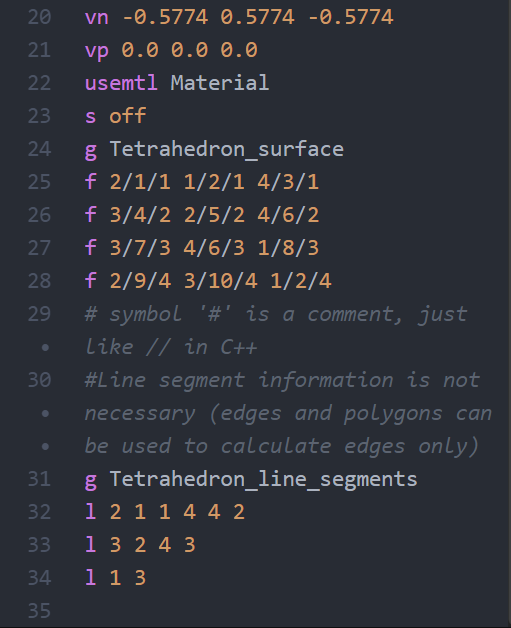 20 vn -0.5774 0.5774 -0.5774
21 vp 0.0 0.0 0.0
22 usemtl Material
23 s off
24 g Tetrahedron_surface
25 f 2/1/1 1/2/1 4/3/1
26 f 3/4/2 2/5/2 4/6/2
27 f 3/7/3 4/6/3 1/8/3
28 f 2/9/4 3/10/4 1/2/4
29 # symbol '#' is a comment, just
• like // in C++
30 #Line segment information is not
• necessary (edges and polygons can
• be used to calculate edges only)
31 g Tetrahedron_line_segments
32 l 2 1 1 4 4 2
33 l 3 2 4 3
34 l 1 3
35